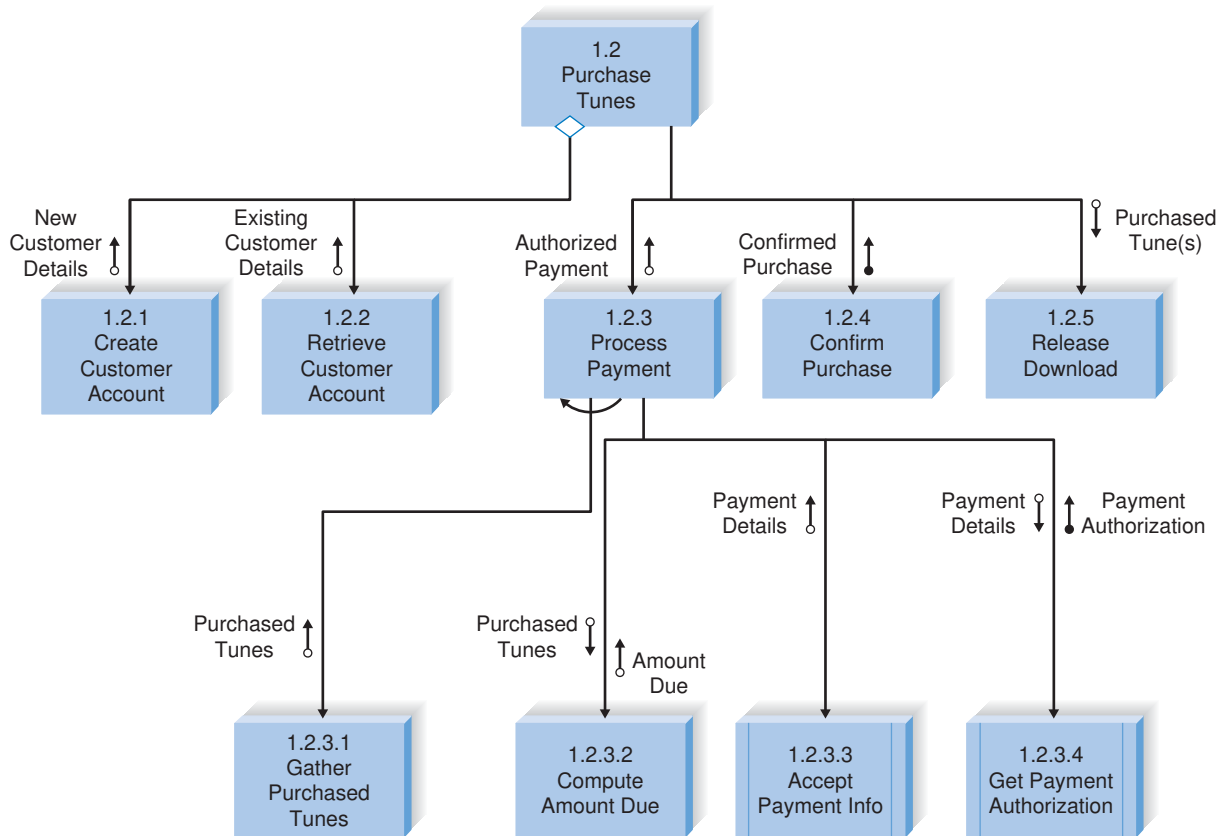 1.2
Purchase
Tunes
New
Customer
Details
Existing
Customer
Details
Authorized
Payment
Confirmed
Purchase
Purchased
Tune(s)
1.2.1
Create
Customer
Account
1.2.2
Retrieve
Customer
Account
1.2.3
Process
Payment
1.2.4
Confirm
Purchase
1.2.5
Release
Download
Payment
Details
Payment
Details
Payment
Authorization
Purchased
Tunes
Purchased
Tunes
Amount
Due
1.2.3.1
Gather
Purchased
Tunes
1.2.3.2
Compute
Amount Due
1.2.3.3
Accept
Payment Info
1.2.3.4
Get Payment
Authorization